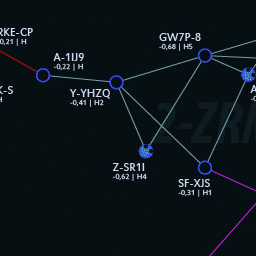 RKE-CP
-0,21 | H
GW7P-8
-0,68 | H5
A-1IJ9
-0,22 | H
Y-YHZQ
-0,41 | H2
K-S
H
A
-0
Z-SR1I
-0,62 | H4
SF-XJS
-0,31 | H1